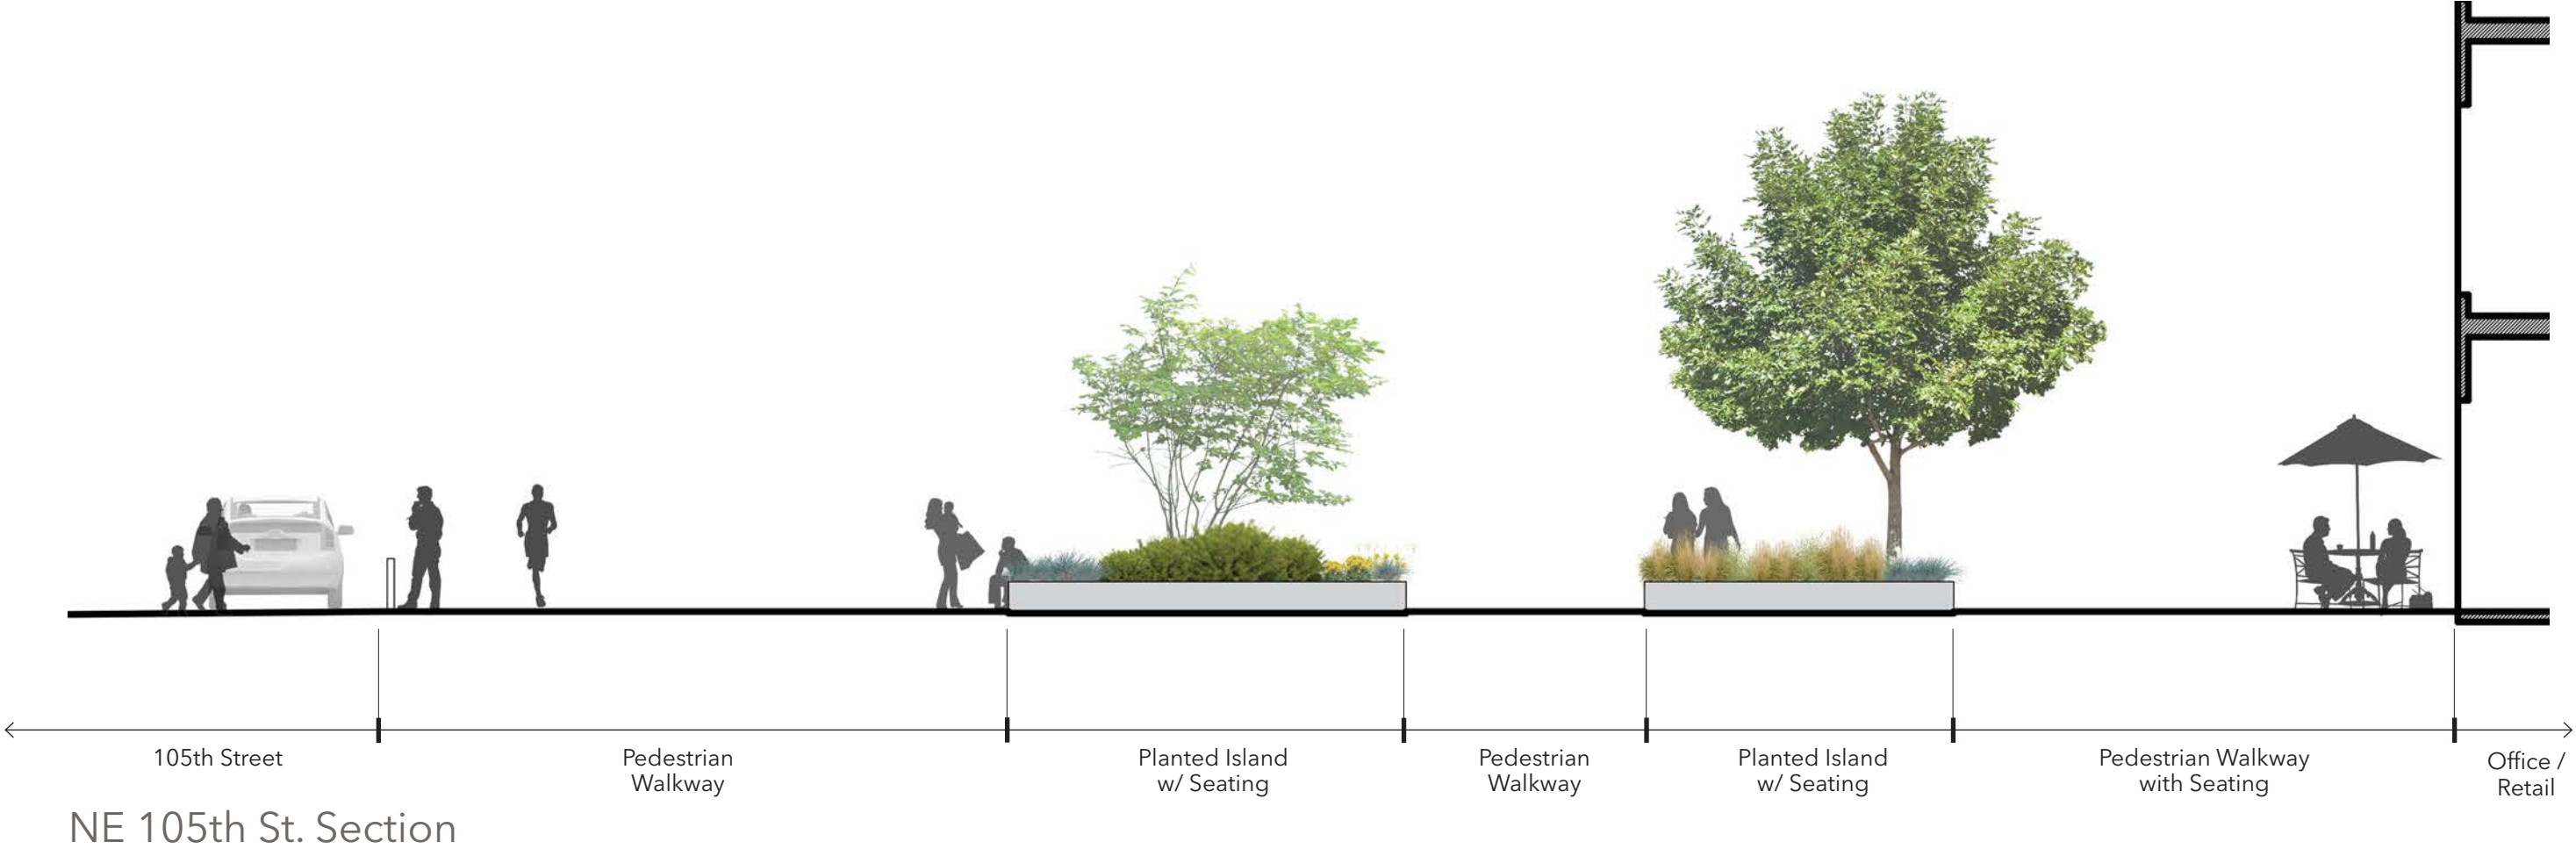 105th Street
Pedestrian
Walkway
Planted Island
w/ Seating
Pedestrian
Walkway
Planted Island
w/ Seating
Pedestrian Walkway
with Seating
Office /
Retail
NE 105th St. Section